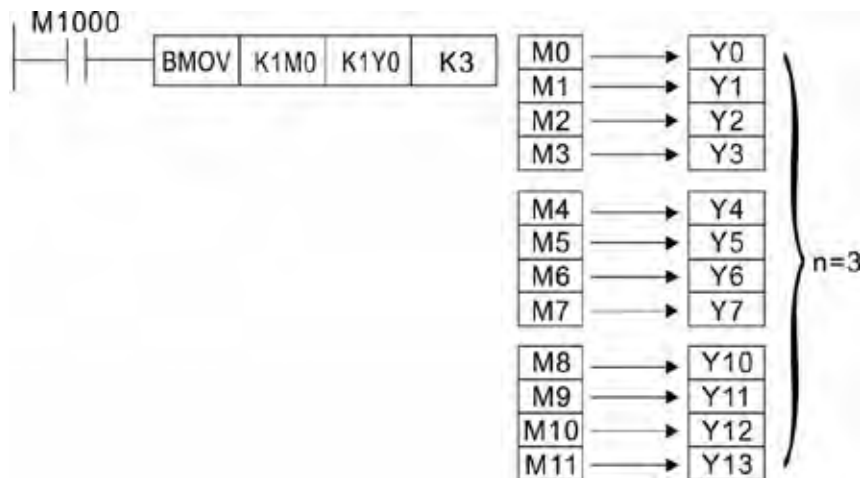 M1000
BMOV K1M0 K1Y0 K3
M0 Y0
M1 Y1
M2 Y2
M3 Y3
M4 Y4
M5 Y5
M6 Y6
M7 Y7
n=3
M8 Y10
M9 Y11
M10 Y12
M11 Y13